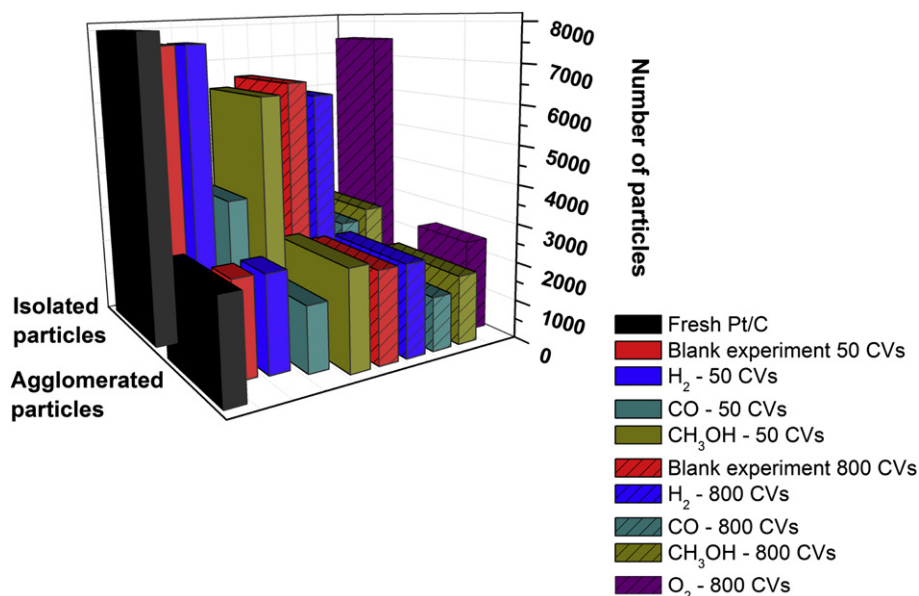 8000
7000
6000
5000
4000
3000
2000
1000
0
Number of particles
Isolated
particles
Agglomerated
particles
Fresh Pt/C
Blank experiment 50 CVs
H₂ - 50 CVs
CO - 50 CVs
CH₃OH - 50 CVs
Blank experiment 800 CVs
H₂ - 800 CVs
CO - 800 CVs
CH₃OH - 800 CVs
O₂ - 800 CVs